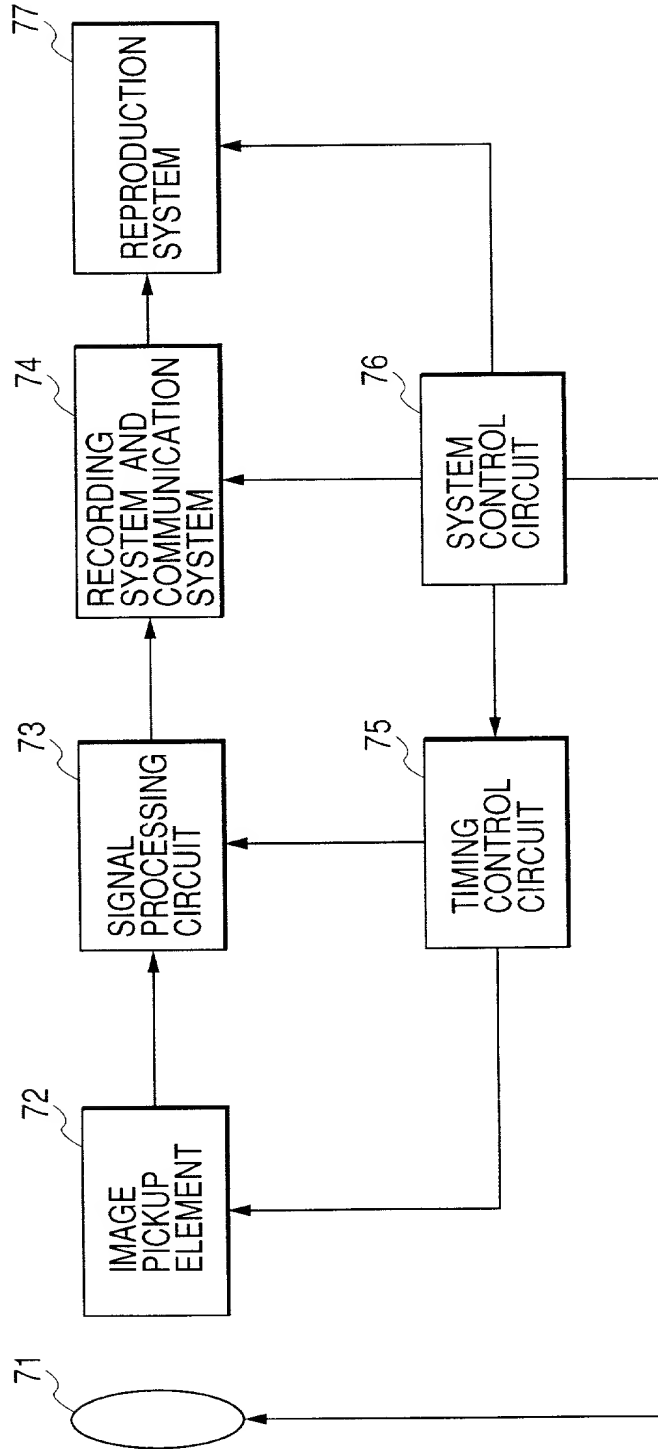 71
72
IMAGE
PICKUP
ELEMENT
73
SIGNAL
PROCESSING
CIRCUIT
74
RECORDING
SYSTEM AND
COMMUNICATION
SYSTEM
77
REPRODUCTION
SYSTEM
75
TIMING
CONTROL
CIRCUIT
76
SYSTEM
CONTROL
CIRCUIT